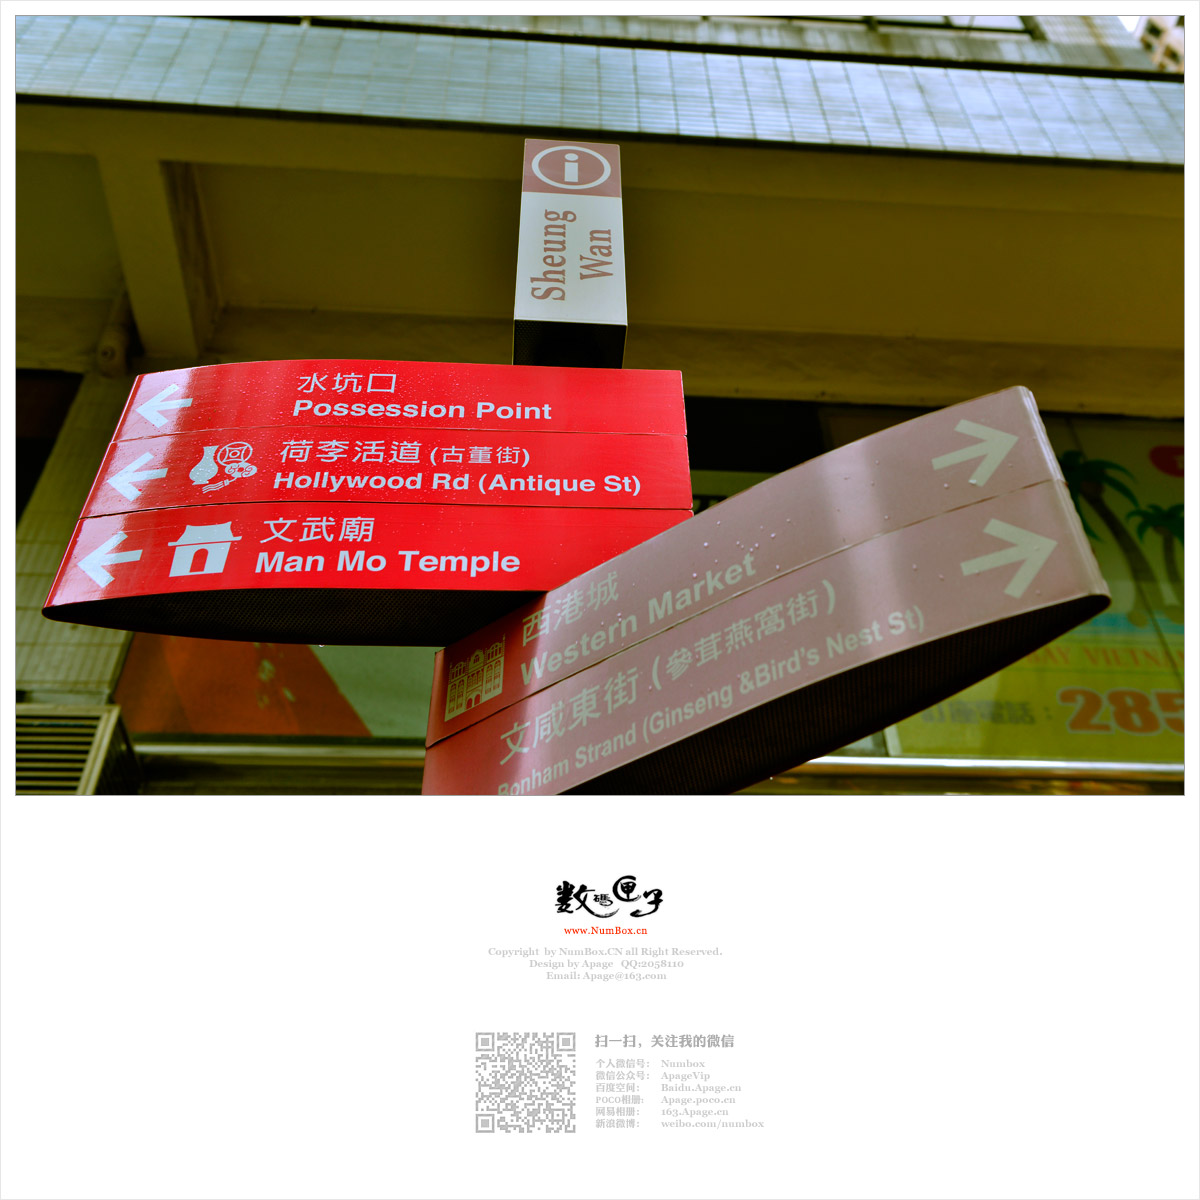 i
Sheung
Wan
水坑口
Possession Point
荷李活道 (古董街)
Hollywood Rd (Antique St)
文武廟
Man Mo Temple
西港城
Western Market
文咸東街 (參茸燕窩街)
Bonham Strand (Ginseng &Bird's Nest St)
285
数碼匣子
www.NumBox.cn
Copyright by NumBox.CN all Right Reserved.
Design by Apage QQ:2058110
Email: Apage@163.com
扫一扫，关注我的微信
个人微信号： Numbox
微信公众号： ApageVip
百度空间： Baidu.Apage.cn
POCO相册： Apage.poco.cn
网易相册： 163.Apage.cn
新浪微博： weibo.com/numbox